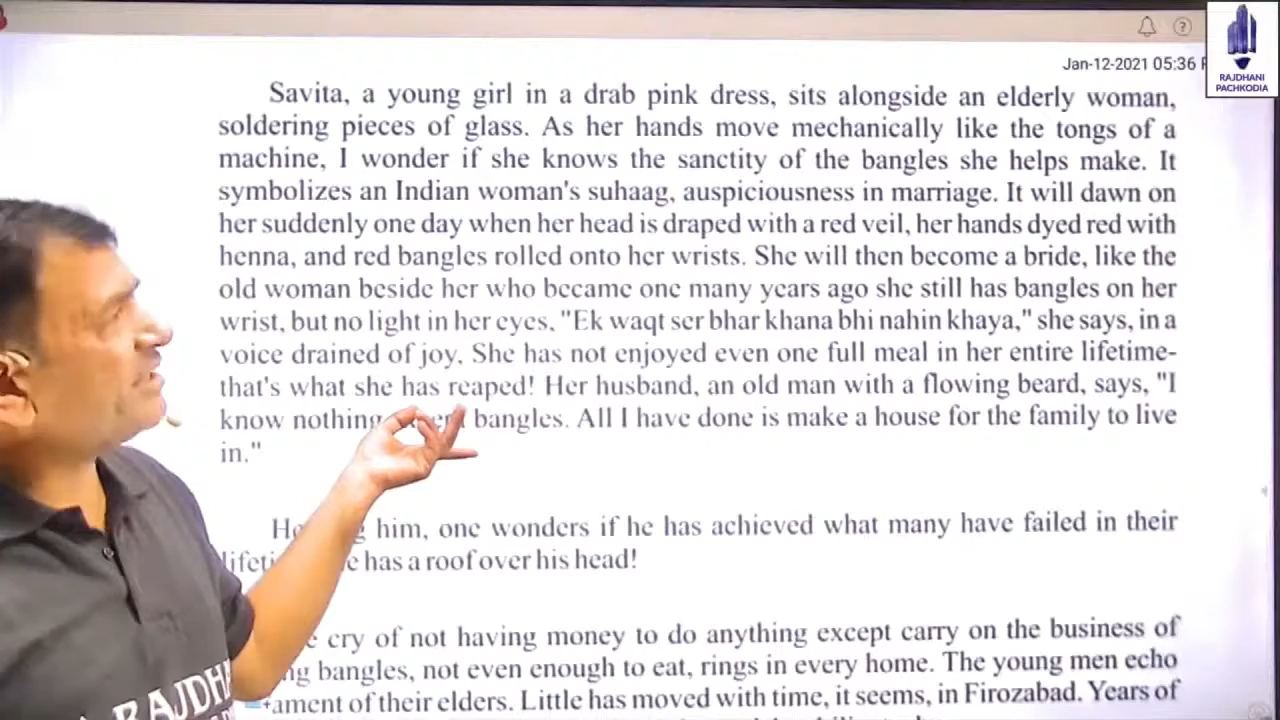 RAJDHANI
PACHKODIA
Jan-12-2021 05:36
Savita, a young girl in a drab pink dress, sits alongside an elderly woman,
soldering pieces of glass. As her hands move mechanically like the tongs of a
machine, I wonder if she knows the sanctity of the bangles she helps make. It
symbolizes an Indian woman's suhaag, auspiciousness in marriage. It will dawn on
her suddenly one day when her head is draped with a red veil, her hands dyed red with
henna, and red bangles rolled onto her wrists. She will then become a bride, like the
old woman beside her who became one many years ago she still has bangles on her
wrist, but no light in her eyes. "Ek waqt ser bhar khana bhi nahin khaya," she says, in a
voice drained of joy. She has not enjoyed even one full meal in her entire lifetime-
that's what she has reaped! Her husband, an old man with a flowing beard, says, "I
know nothing bangles. All I have done is make a house for the family to live
in."
him, one wonders if he has achieved what many have failed in their
has a roof over his head!
cry of not having money to do anything except carry on the business of
bangles, not even enough to eat, rings in every home. The young men echo
of their elders. Little has moved with time, it seems, in Firozabad. Years of
RAJDH